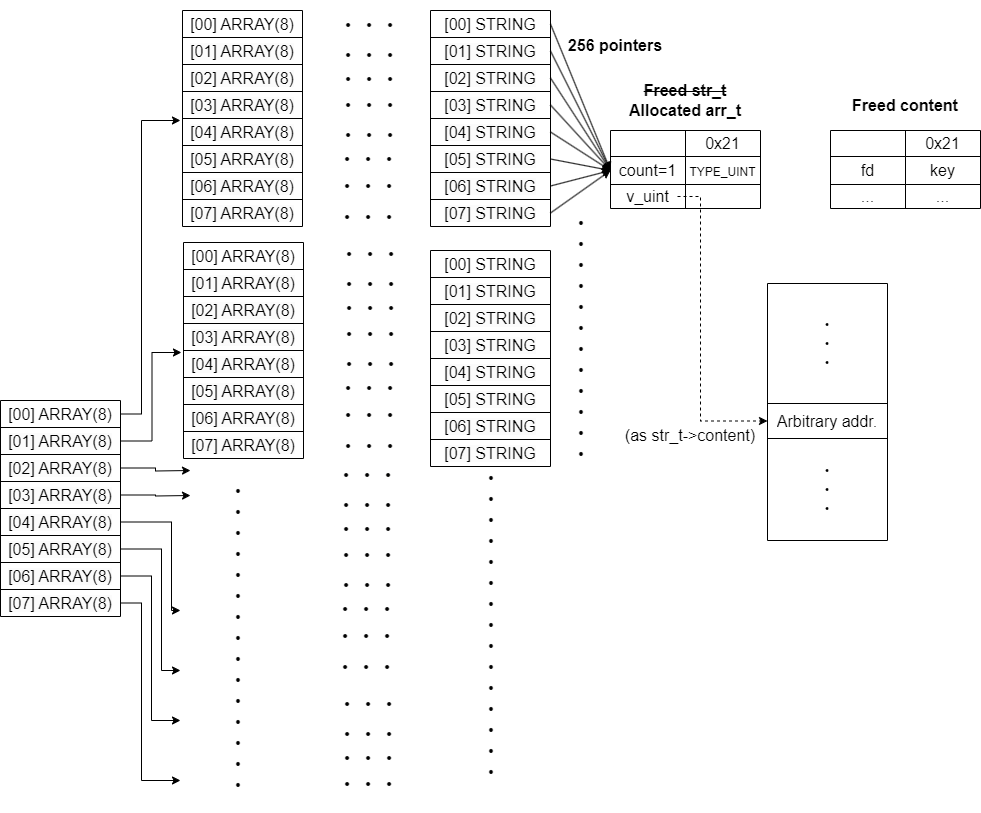 [00] ARRAY(8)
[01] ARRAY(8)
[02] ARRAY(8)
[03] ARRAY(8)
[04] ARRAY(8)
[05] ARRAY(8)
[06] ARRAY(8)
[07] ARRAY(8)
[00] ARRAY(8)
[01] ARRAY(8)
[02] ARRAY(8)
[03] ARRAY(8)
[04] ARRAY(8)
[05] ARRAY(8)
[06] ARRAY(8)
[07] ARRAY(8)
[00] ARRAY(8)
[01] ARRAY(8)
[02] ARRAY(8)
[03] ARRAY(8)
[04] ARRAY(8)
[05] ARRAY(8)
[06] ARRAY(8)
[07] ARRAY(8)
[00] STRING
[01] STRING
[02] STRING
[03] STRING
[04] STRING
[05] STRING
[06] STRING
[07] STRING
[00] STRING
[01] STRING
[02] STRING
[03] STRING
[04] STRING
[05] STRING
[06] STRING
[07] STRING
256 pointers
Freed str_t
Allocated arr_t
0x21
count=1 TYPE_UINT
v_uint
Freed content
0x21
fd key
... ...
(as str_t->content)
Arbitrary addr.